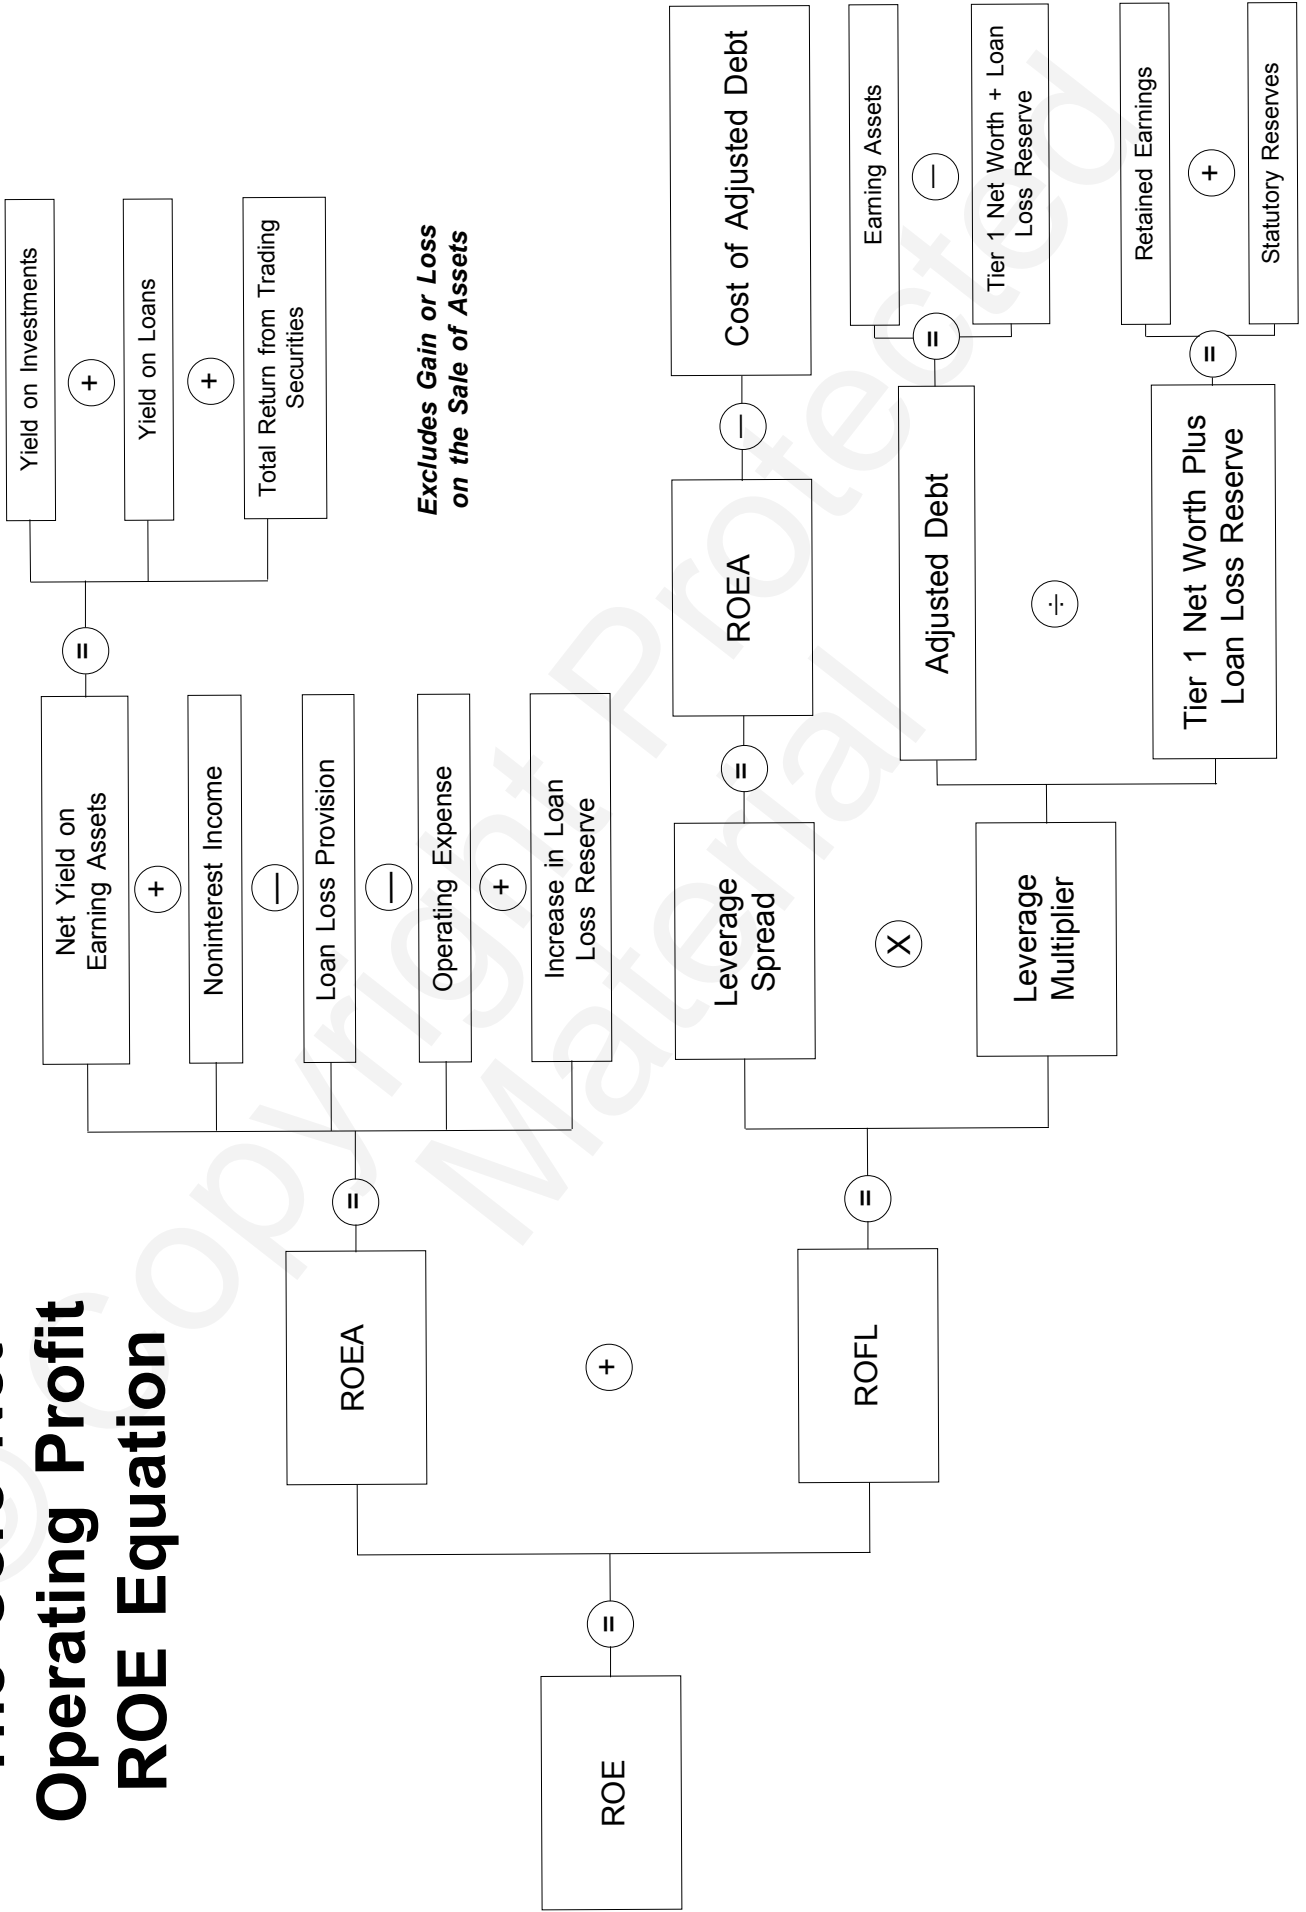 Operating Profit
ROE Equation
ROE
=
ROEA
+
ROFL
=
Net Yield on
Earning Assets
+
Noninterest Income
—
Loan Loss Provision
—
Operating Expense
+
Increase in Loan
Loss Reserve
=
Yield on Investments
+
Yield on Loans
+
Total Return from Trading
Securities
Excludes Gain or Loss
on the Sale of Assets
=
Leverage
Spread
X
Leverage
Multiplier
=
ROEA
—
Cost of Adjusted Debt
Adjusted Debt
÷
Tier 1 Net Worth Plus
Loan Loss Reserve
=
Earning Assets
—
Tier 1 Net Worth + Loan
Loss Reserve
=
Retained Earnings
+
Statutory Reserves
© Copyright Protected
Material